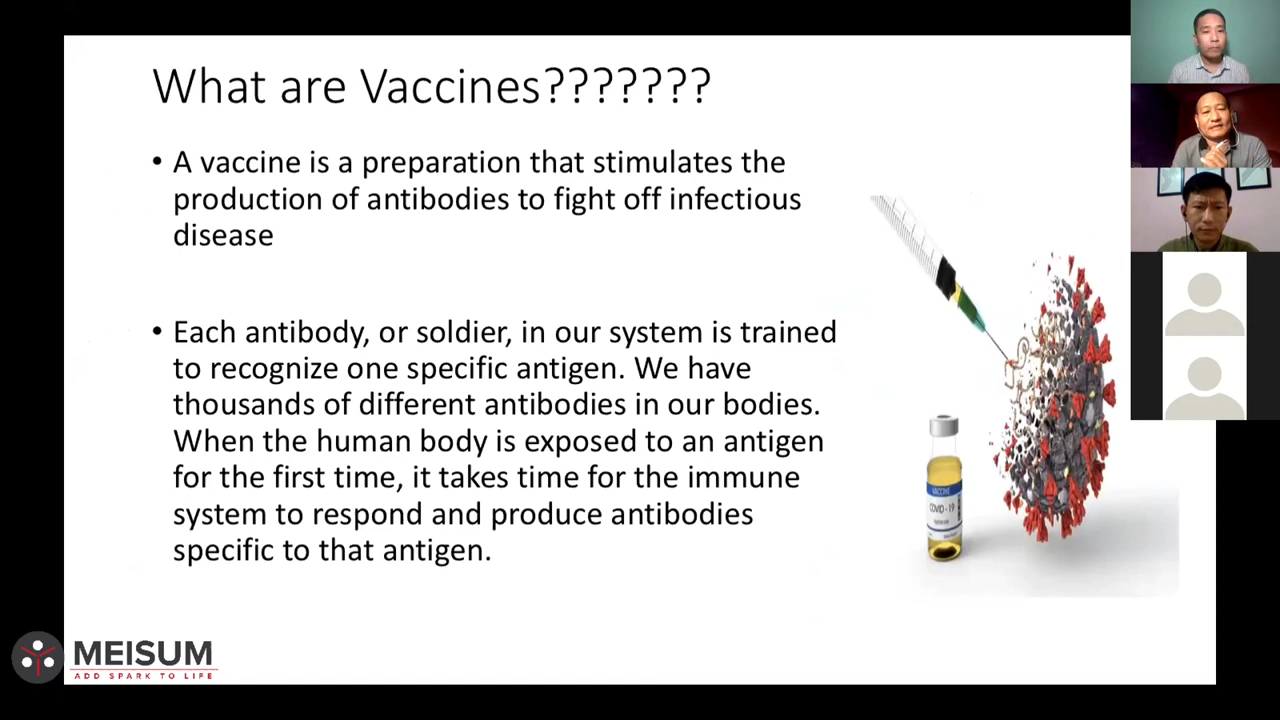 What are Vaccines???????
• A vaccine is a preparation that stimulates the
production of antibodies to fight off infectious
disease
• Each antibody, or soldier, in our system is trained
to recognize one specific antigen. We have
thousands of different antibodies in our bodies.
When the human body is exposed to an antigen
for the first time, it takes time for the immune
system to respond and produce antibodies
specific to that antigen.
VACCINE
COVID-19
MEISUM
ADD SPARK TO LIFE